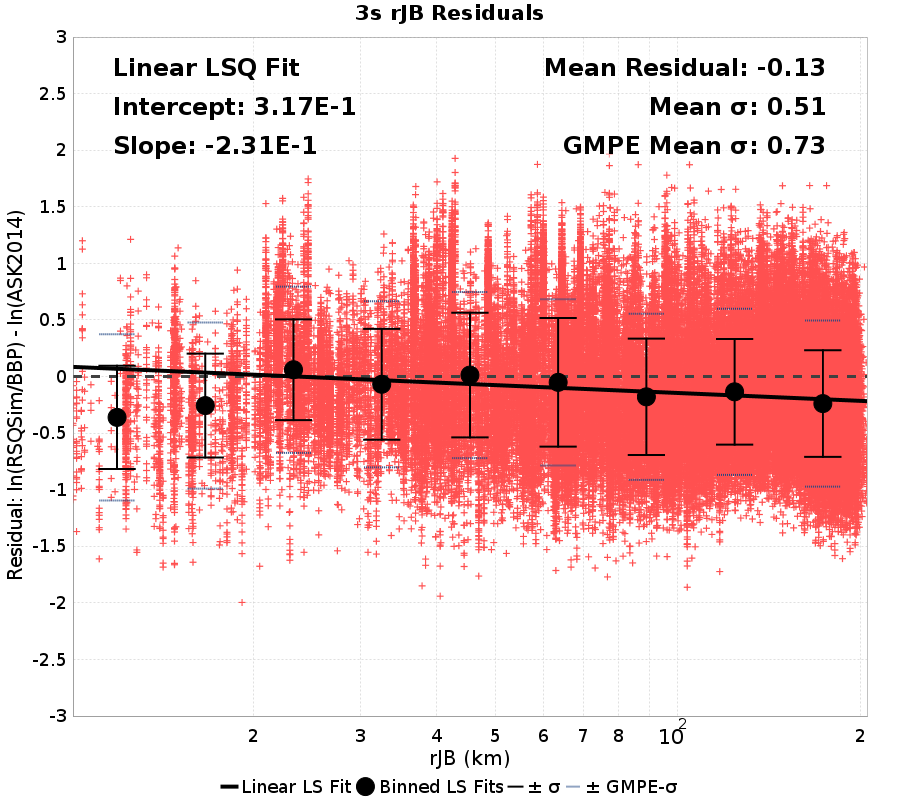 3s rJB Residuals
Linear LSQ Fit
Intercept: 3.17E-1
Slope: -2.31E-1
Mean Residual: -0.13
Mean σ: 0.51
GMPE Mean σ: 0.73
Residual: ln(RSQSim/BBP) - ln(ASK2014)
3
2.5
2
1.5
1
0.5
0
-0.5
-1
-1.5
-2
-2.5
-3
2 3 4 5 6 7 8 10² 2
rJB (km)
Linear LS Fit Binned LS Fits ± σ ± GMPE-σ